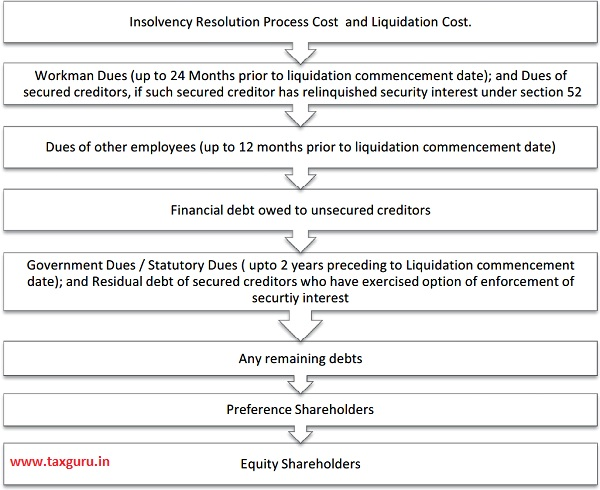 Insolvency Resolution Process Cost and Liquidation Cost.
Workman Dues (up to 24 Months prior to liquidation commencement date); and Dues of
secured creditors, if such secured creditor has relinquished security interest under section 52
Dues of other employees (up to 12 months prior to liquidation commencement date)
Financial debt owed to unsecured creditors
Government Dues / Statutory Dues ( upto 2 years preceding to Liquidation commencement
date); and Residual debt of secured creditors who have exercised option of enforcement of
securtiy interest
Any remaining debts
Preference Shareholders
www.taxguru.in
Equity Shareholders